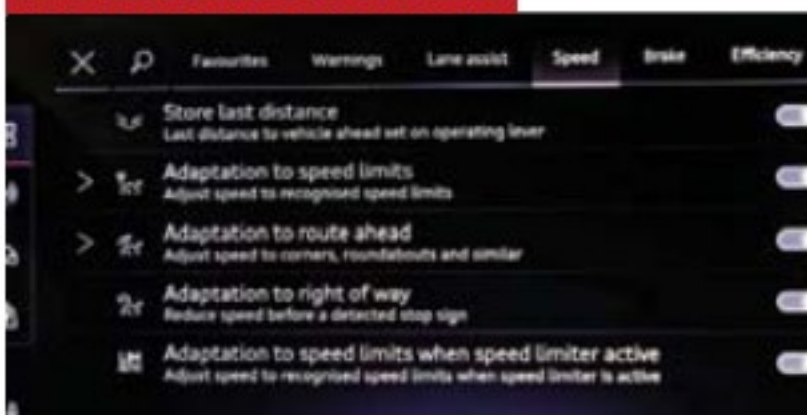 Favourites Warnings Lane assist Speed Brake Efficiency
Store last distance
Last distance to vehicle ahead set on operating lever
Adaptation to speed limits
Adjust speed to recognised speed limits
Adaptation to route ahead
Adjust speed to corners, roundabouts and similar
Adaptation to right of way
Reduce speed before a detected stop sign
Adaptation to speed limits when speed limiter active
Adjust speed to recognised speed limits when speed limiter is active